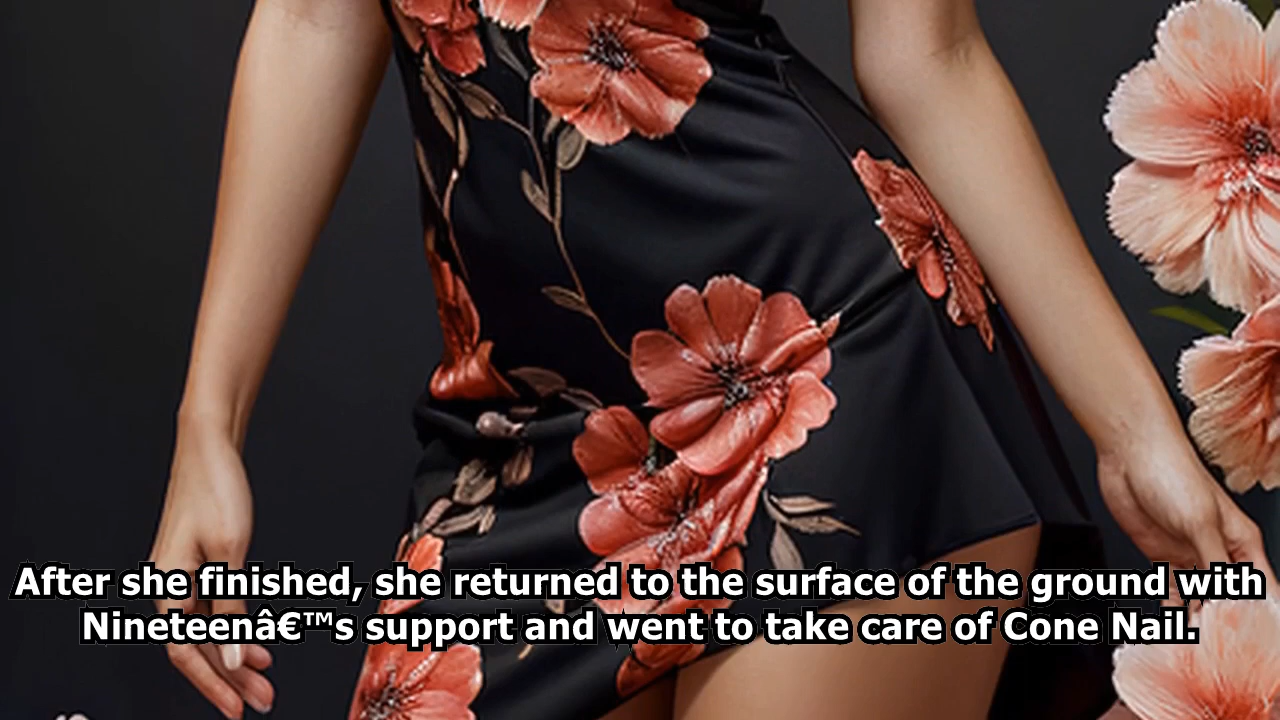 After she finished, she returned to the surface of the ground with
Nineteenâ€™s support and went to take care of Cone Nail.